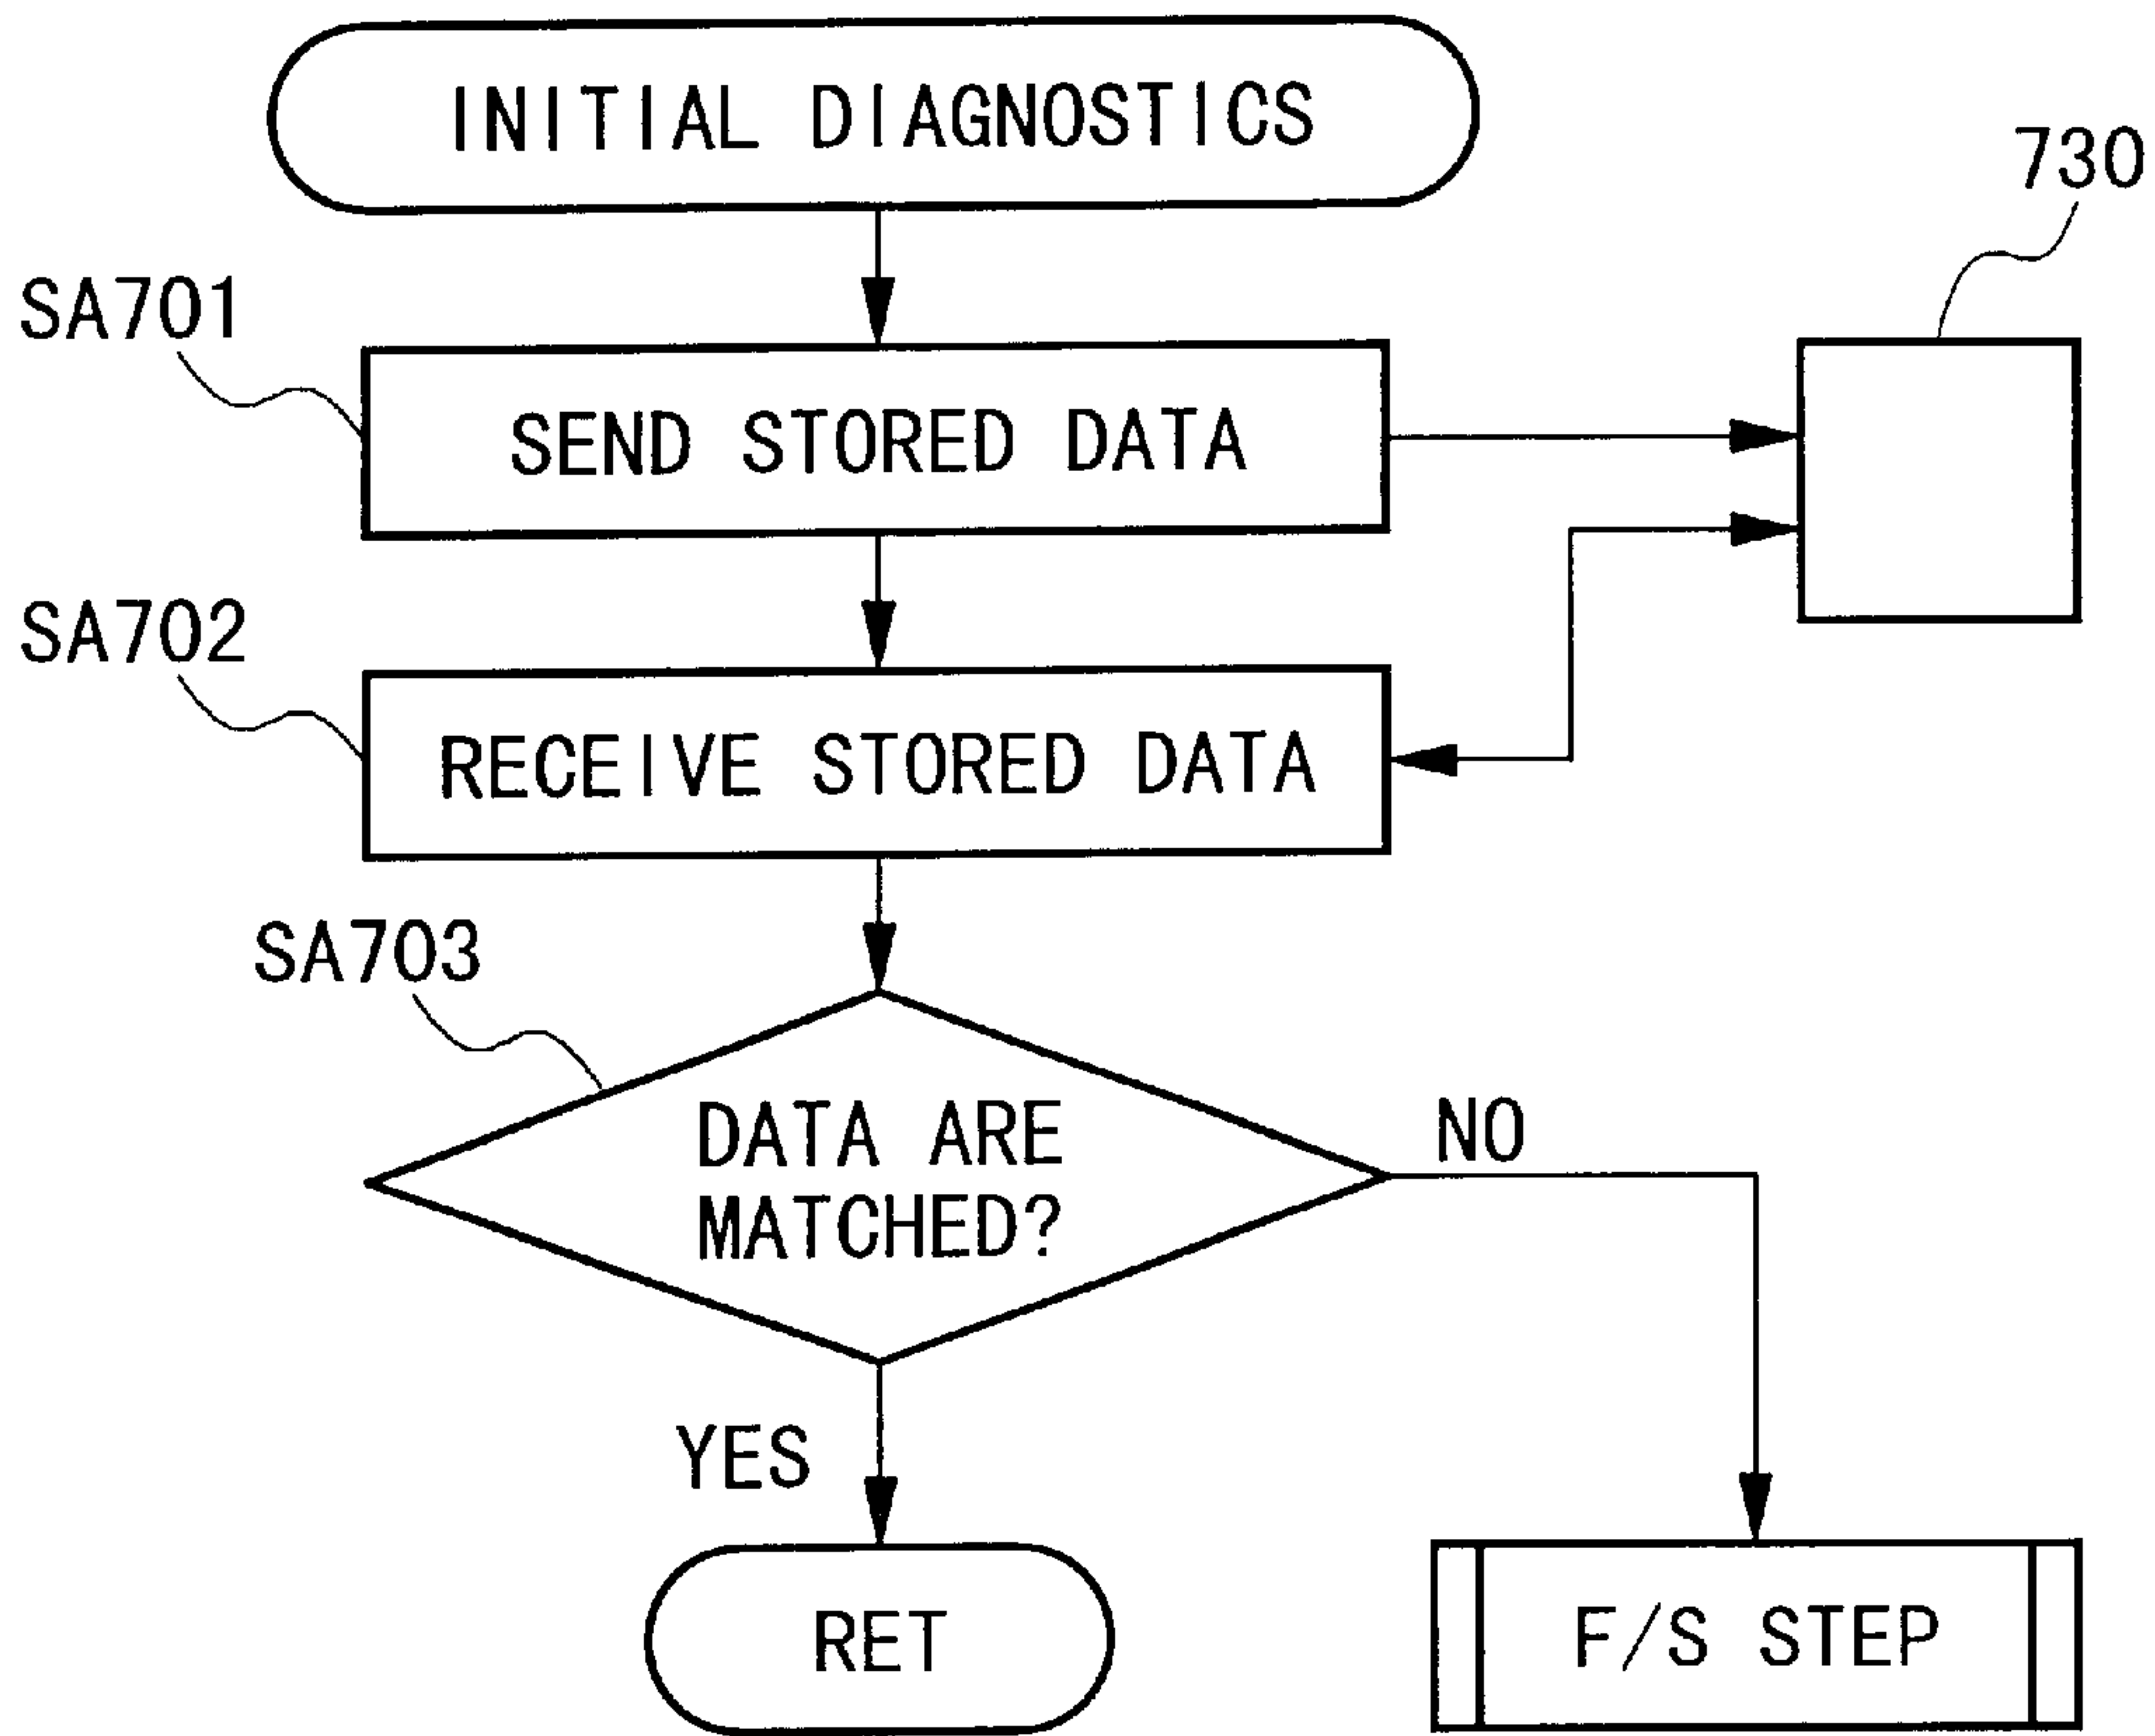 INITIAL DIAGNOSTICS
730
SA701
SEND STORED DATA
SA702
RECEIVE STORED DATA
SA703
DATA ARE
MATCHED?
NO
YES
RET
F/S STEP